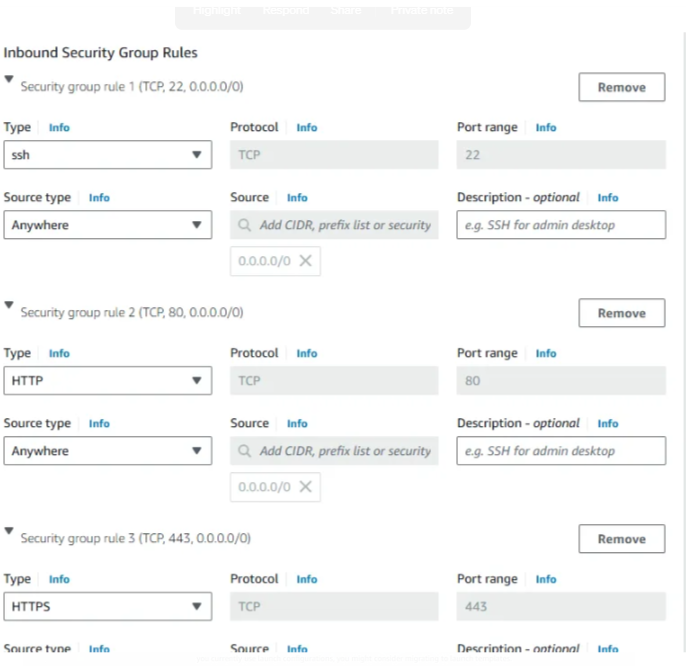 Highlight Respond Share Private note
Inbound Security Group Rules
Security group rule 1 (TCP, 22, 0.0.0.0/0) Remove
Type Info Protocol Info Port range Info
ssh TCP 22
Source type Info Source Info Description - optional Info
Anywhere Add CIDR, prefix list or security e.g. SSH for admin desktop
0.0.0.0/0
Security group rule 2 (TCP, 80, 0.0.0.0/0) Remove
Type Info Protocol Info Port range Info
HTTP TCP 80
Source type Info Source Info Description - optional Info
Anywhere Add CIDR, prefix list or security e.g. SSH for admin desktop
0.0.0.0/0
Security group rule 3 (TCP, 443, 0.0.0.0/0) Remove
Type Info Protocol Info Port range Info
HTTPS TCP 443
Source type Info Source Info Description - optional Info